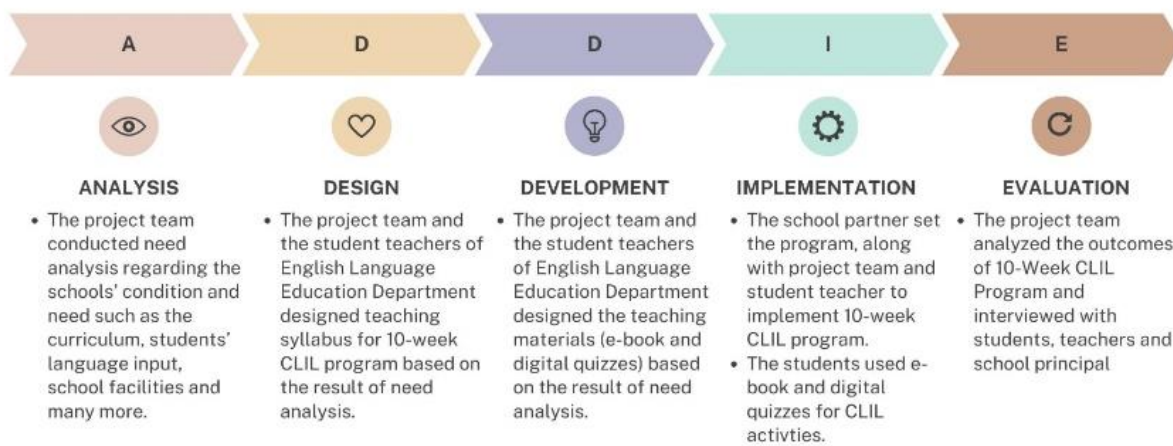 A
D
D
I
E
ANALYSIS
• The project team
conducted need
analysis regarding the
schools' condition and
need such as the
curriculum, students'
language input,
school facilities and
many more.
DESIGN
• The project team and
the student teachers of
English Language
Education Department
designed teaching
syllabus for 10-week
CLIL program based on
the result of need
analysis.
DEVELOPMENT
• The project team and
the student teachers
of English Language
Education Department
designed the teaching
materials (e-book and
digital quizzes) based
on the result of need
analysis.
IMPLEMENTATION
• The school partner set
the program, along
with project team and
student teacher to
implement 10-week
CLIL program.
• The students used e-
book and digital
quizzes for CLIL
activties.
EVALUATION
• The project team
analyzed the outcomes
of 10-Week CLIL
Program and
interviewed with
students, teachers and
school principal